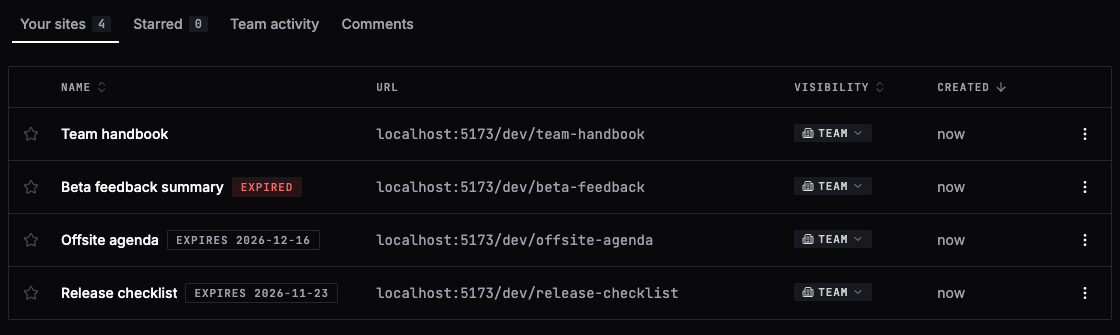 Your sites 4 Starred 0 Team activity Comments
NAME URL VISIBILITY CREATED
Team handbook localhost:5173/dev/team-handbook TEAM now
Beta feedback summary EXPIRED localhost:5173/dev/beta-feedback TEAM now
Offsite agenda EXPIRES 2026-12-16 localhost:5173/dev/offsite-agenda TEAM now
Release checklist EXPIRES 2026-11-23 localhost:5173/dev/release-checklist TEAM now